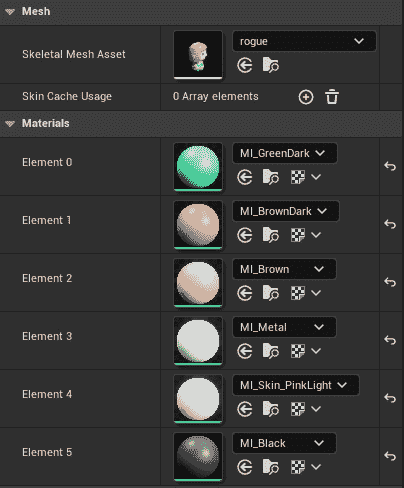 Mesh
Skeletal Mesh Asset
rogue
Skin Cache Usage
0 Array elements
Materials
Element 0
MI_GreenDark
Element 1
MI_BrownDark
Element 2
MI_Brown
Element 3
MI_Metal
Element 4
MI_Skin_PinkLight
Element 5
MI_Black